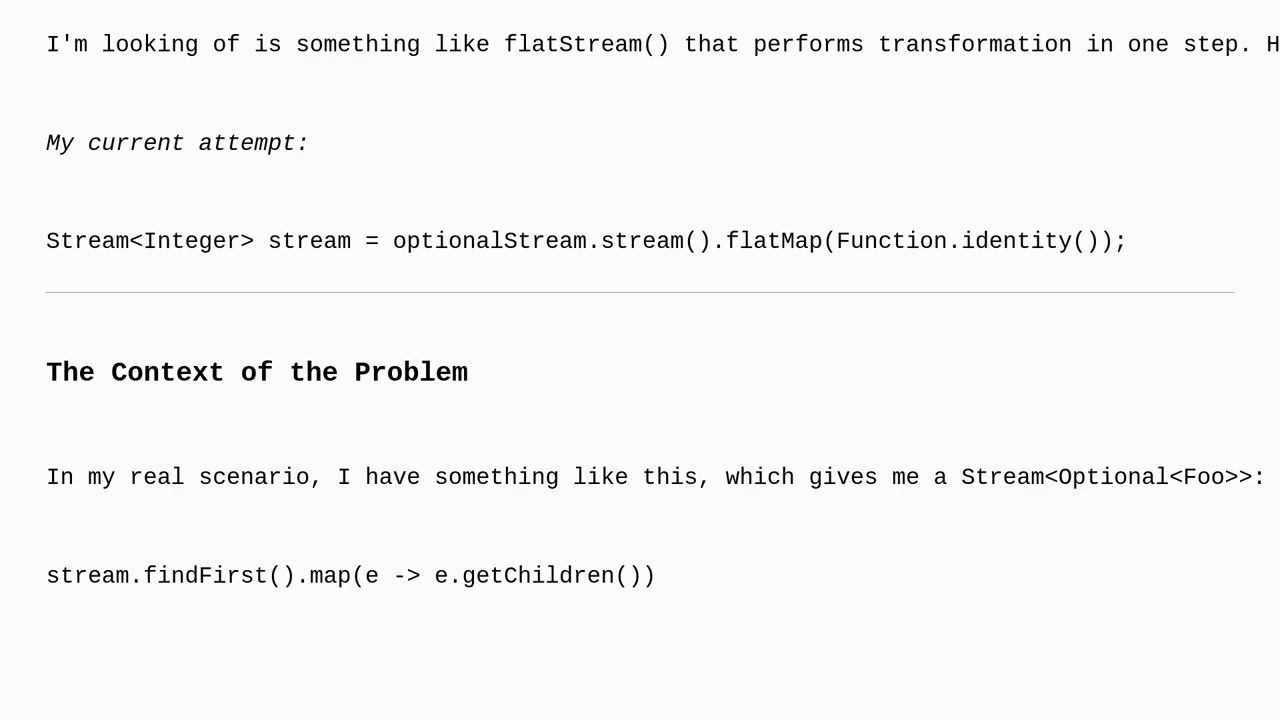 I'm looking of is something like flatStream() that performs transformation in one step. H
My current attempt:
Stream<Integer> stream = optionalStream.stream().flatMap(Function.identity());
The Context of the Problem
In my real scenario, I have something like this, which gives me a Stream<Optional<Foo>>:
stream.findFirst().map(e -> e.getChildren())